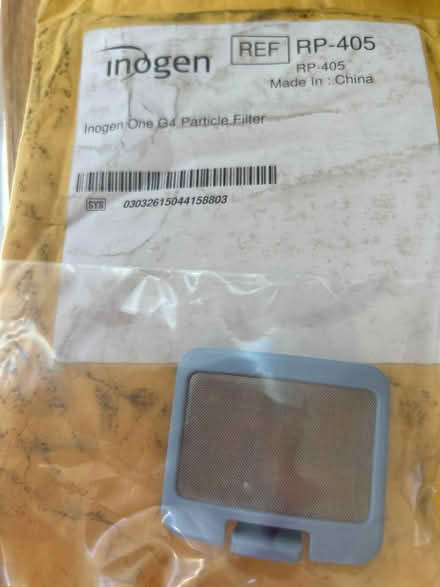 inogen
REF RP-405
RP-405
Made In : China
Inogen One G4 Particle Filter
SYS 03032615044158803